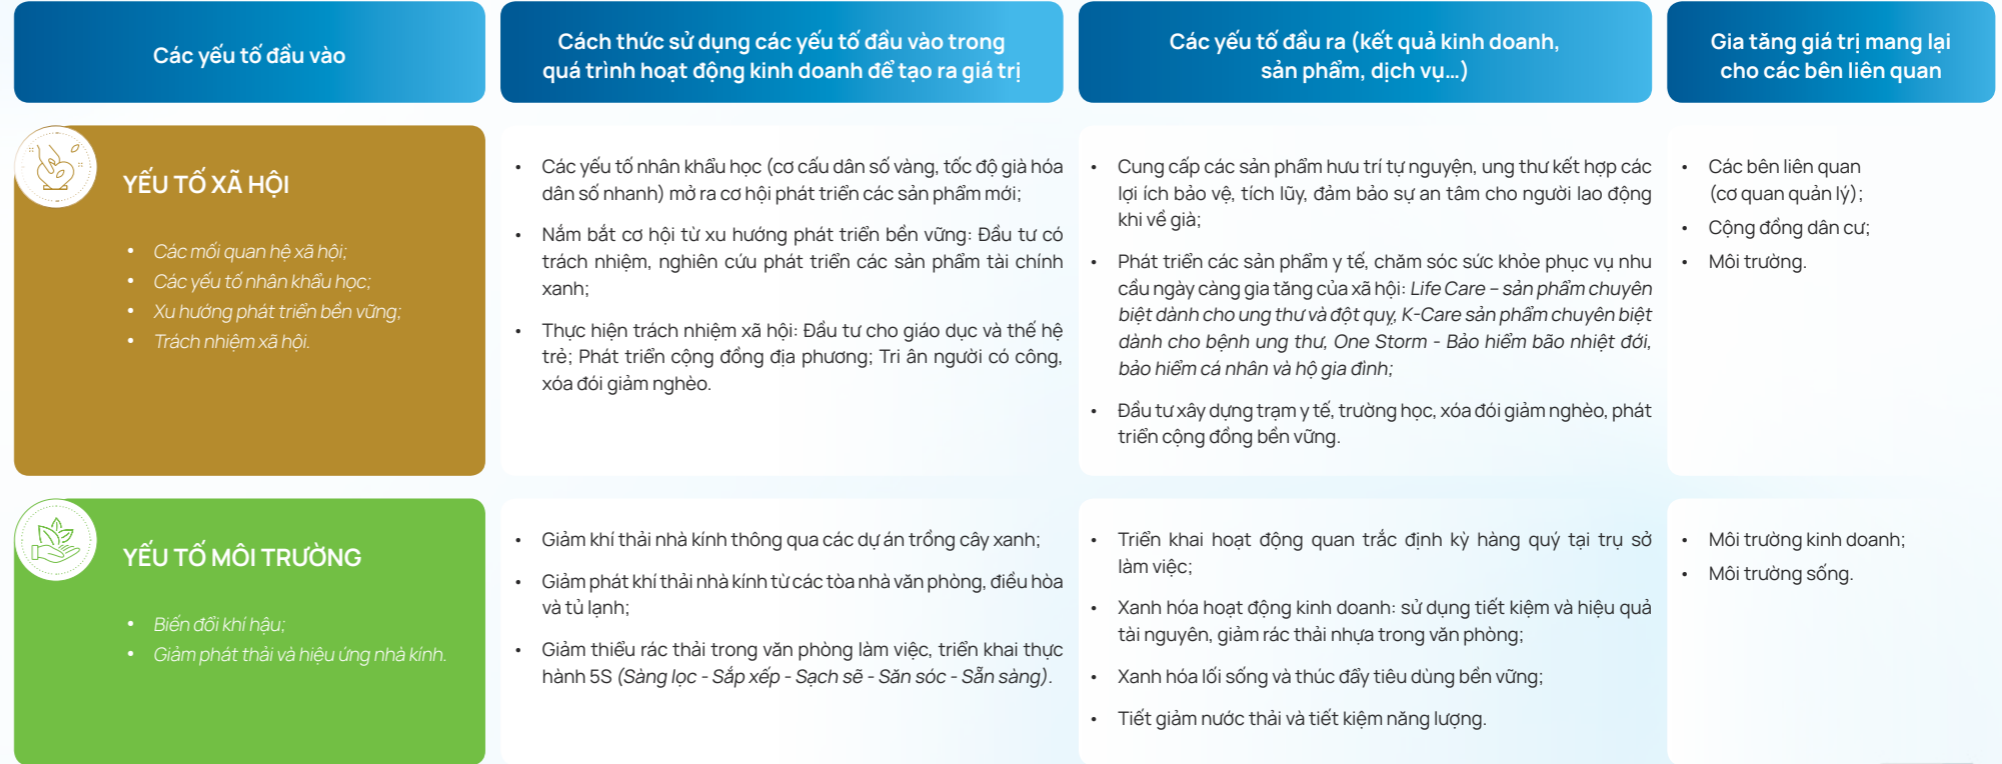 Các yếu tố đầu vào
Cách thức sử dụng các yếu tố đầu vào trong
quá trình hoạt động kinh doanh để tạo ra giá trị
Các yếu tố đầu ra (kết quả kinh doanh,
sản phẩm, dịch vụ...)
Gia tăng giá trị mang lại
cho các bên liên quan
YẾU TỐ XÃ HỘI
• Các mối quan hệ xã hội;
• Các yếu tố nhân khẩu học;
• Xu hướng phát triển bền vững;
• Trách nhiệm xã hội.
• Các yếu tố nhân khẩu học (cơ cấu dân số vàng, tốc độ già hóa
dân số nhanh) mở ra cơ hội phát triển các sản phẩm mới;
• Nắm bắt cơ hội từ xu hướng phát triển bền vững: Đầu tư có
trách nhiệm, nghiên cứu phát triển các sản phẩm tài chính
xanh;
• Thực hiện trách nhiệm xã hội: Đầu tư cho giáo dục và thế hệ
trẻ; Phát triển cộng đồng địa phương; Tri ân người có công,
xóa đói giảm nghèo.
• Cung cấp các sản phẩm hưu trí tự nguyện, ung thư kết hợp các
lợi ích bảo vệ, tích lũy, đảm bảo sự an tâm cho người lao động
khi về già;
• Phát triển các sản phẩm y tế, chăm sóc sức khỏe phục vụ nhu
cầu ngày càng gia tăng của xã hội: Life Care – sản phẩm chuyên
biệt dành cho ung thư và đột quỵ, K-Care sản phẩm chuyên biệt
dành cho bệnh ung thư, One Storm - Bảo hiểm bão nhiệt đới,
bảo hiểm cá nhân và hộ gia đình;
• Đầu tư xây dựng trạm y tế, trường học, xóa đói giảm nghèo, phát
triển cộng đồng bền vững.
• Các bên liên quan
(cơ quan quản lý);
• Cộng đồng dân cư;
• Môi trường.
YẾU TỐ MÔI TRƯỜNG
• Biến đổi khí hậu;
• Giảm phát thải và hiệu ứng nhà kính.
• Giảm khí thải nhà kính thông qua các dự án trồng cây xanh;
• Giảm phát khí thải nhà kính từ các tòa nhà văn phòng, điều hòa
và tủ lạnh;
• Giảm thiểu rác thải trong văn phòng làm việc, triển khai thực
hành 5S (Sàng lọc - Sắp xếp - Sạch sẽ - Săn sóc - Sẵn sàng).
• Triển khai hoạt động quan trắc định kỳ hàng quý tại trụ sở
làm việc;
• Xanh hóa hoạt động kinh doanh: sử dụng tiết kiệm và hiệu quả
tài nguyên, giảm rác thải nhựa trong văn phòng;
• Xanh hóa lối sống và thúc đẩy tiêu dùng bền vững;
• Tiết giảm nước thải và tiết kiệm năng lượng.
• Môi trường kinh doanh;
• Môi trường sống.